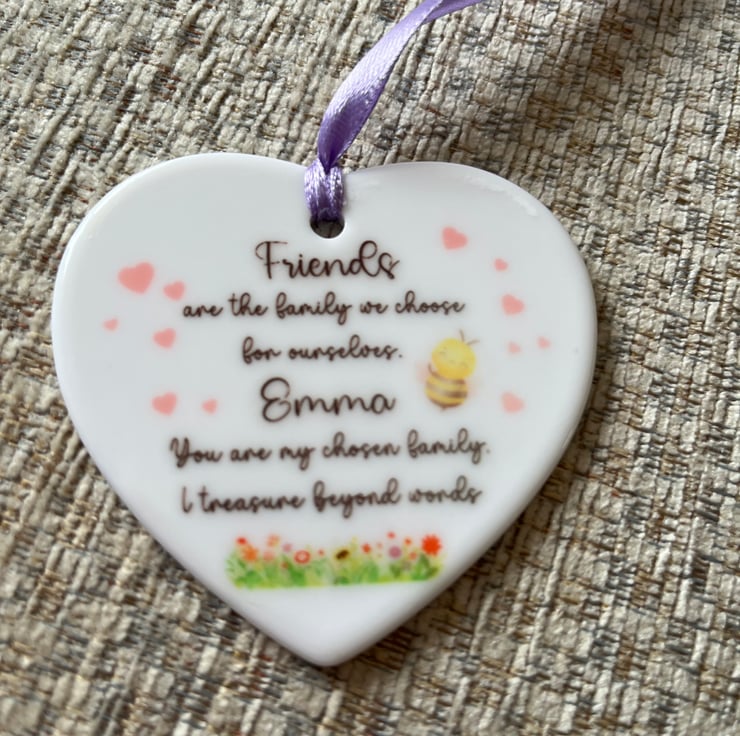 Friends
are the family we choose
for ourselves.
Emma
You are my chosen family.
I treasure beyond words